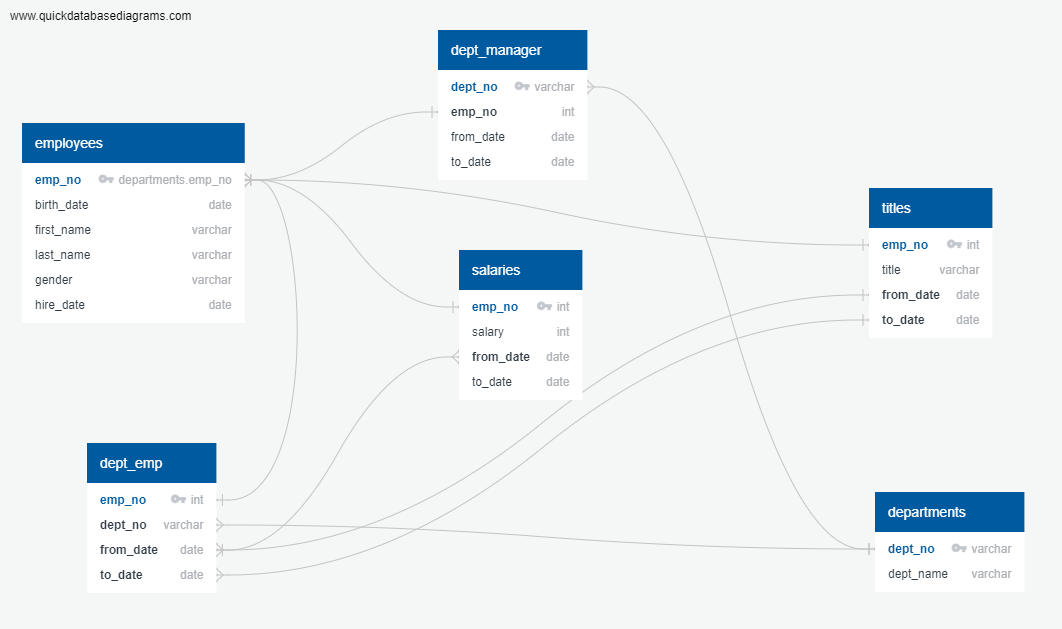 www.quickdatabasediagrams.com
dept_manager
dept_no varchar
emp_no int
from_date date
to_date date
employees
emp_no departments.emp_no
birth_date date
first_name varchar
last_name varchar
gender varchar
hire_date date
titles
emp_no int
title varchar
from_date date
to_date date
salaries
emp_no int
salary int
from_date date
to_date date
dept_emp
emp_no int
dept_no varchar
from_date date
to_date date
departments
dept_no varchar
dept_name varchar